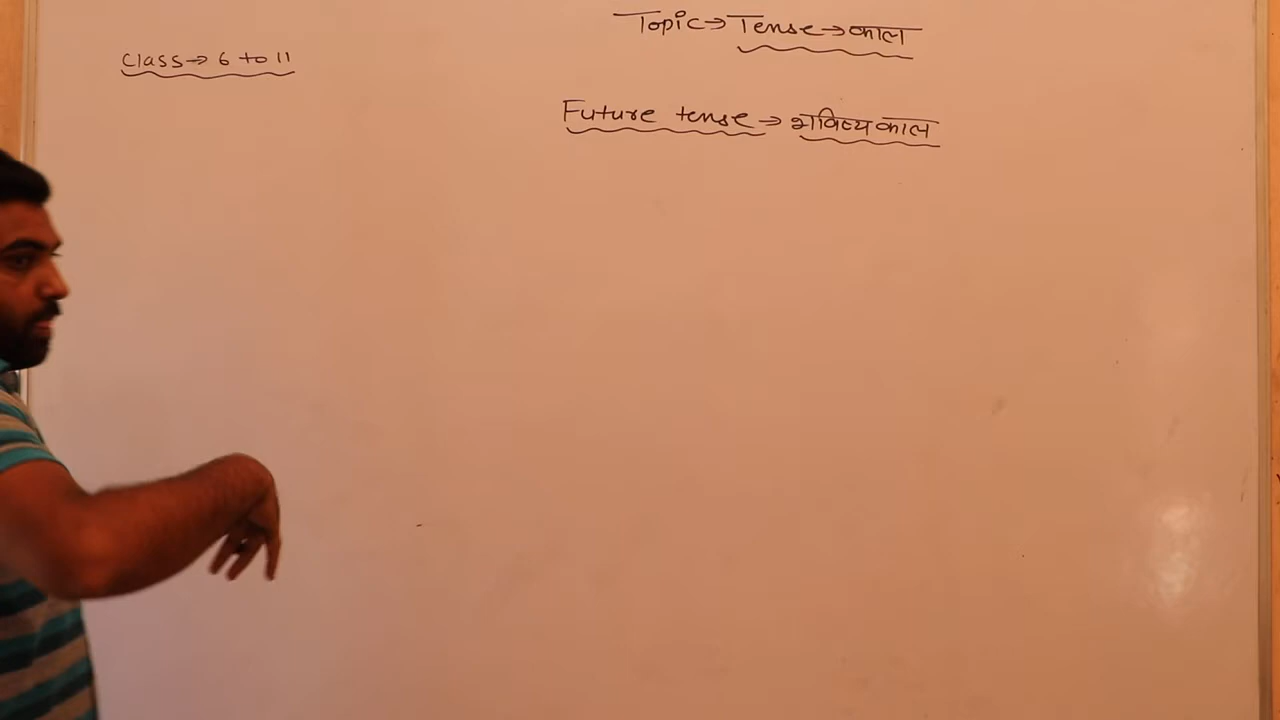 Topic→ Tense→ काल
Class→ 6 to 11
Future tense→ भविष्य काल